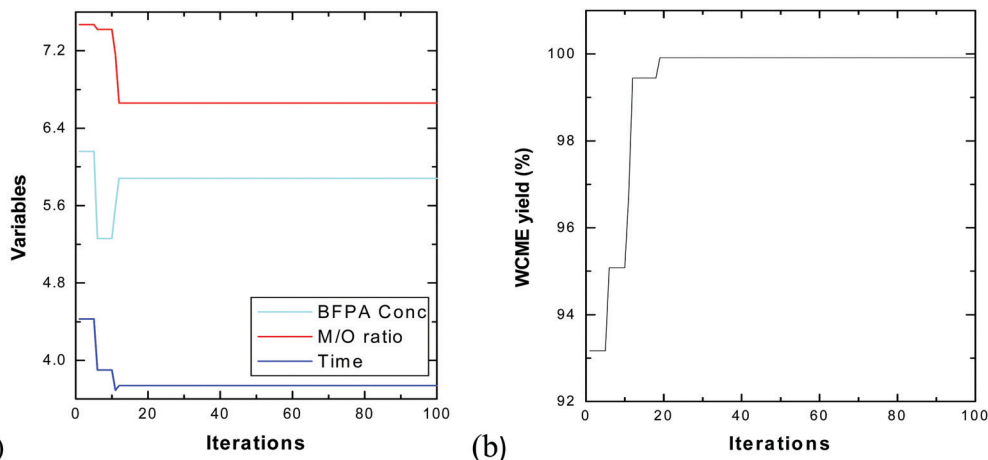 7.2
6.4
5.6
4.8
4.0
Variables
BFPA Conc
M/O ratio
Time
0 20 40 60 80 100
Iterations
)
100
98
96
94
92
WCME yield (%)
0 20 40 60 80 100
Iterations
(b)